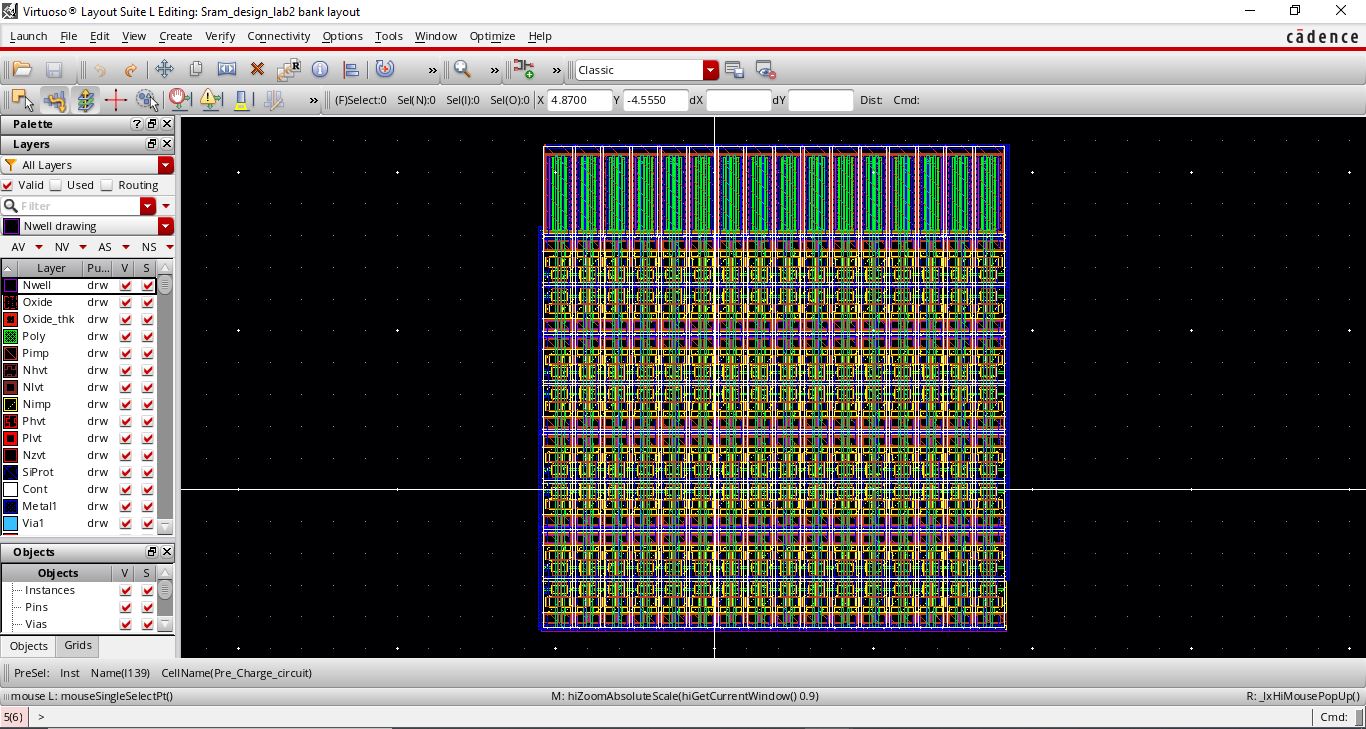 Virtuoso® Layout Suite L Editing: Sram_design_lab2 bank layout
Launch File Edit View Create Verify Connectivity Options Tools Window Optimize Help
cādence
R » » » Classic
» (F)Select:0 Sel(N):0 Sel(I):0 Sel(O):0 X 4.8700 Y -4.5550 dX dY Dist: Cmd:
Palette ?
Layers
All Layers
Valid Used Routing
Filter
Nwell drawing
AV NV AS NS
Layer Pu... V S
Nwell drw
Oxide drw
Oxide_thk drw
Poly drw
Pimp drw
Nhvt drw
Nlvt drw
Nimp drw
Phvt drw
Plvt drw
Nzvt drw
SiProt drw
Cont drw
Metal1 drw
Via1 drw
Objects
Objects V S
Instances
Pins
Vias
Objects Grids
PreSel: Inst Name(I139) CellName(Pre_Charge_circuit)
mouse L: mouseSingleSelectPt() M: hiZoomAbsoluteScale(hiGetCurrentWindow() 0.9) R: _lxHiMousePopUp()
5(6) > Cmd: